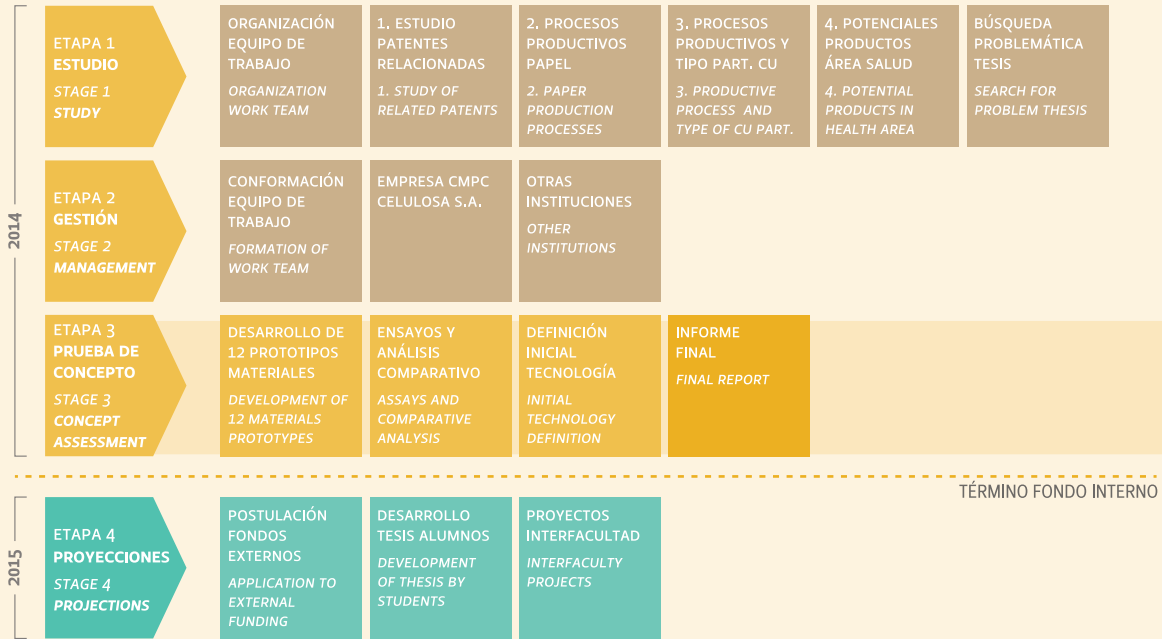 2014
ETAPA 1
ESTUDIO
STAGE 1
STUDY
ORGANIZACIÓN
EQUIPO DE
TRABAJO
ORGANIZATION
WORK TEAM
1. ESTUDIO
PATENTES
RELACIONADAS
1. STUDY OF
RELATED PATENTS
2. PROCESOS
PRODUCTIVOS
PAPEL
2. PAPER
PRODUCTION
PROCESSES
3. PROCESOS
PRODUCTIVOS Y
TIPO PART. CU
3. PRODUCTIVE
PROCESS AND
TYPE OF CU PART.
4. POTENCIALES
PRODUCTOS
ÁREA SALUD
4. POTENTIAL
PRODUCTS IN
HEALTH AREA
BÚSQUEDA
PROBLEMÁTICA
TESIS
SEARCH FOR
PROBLEM THESIS
ETAPA 2
GESTIÓN
STAGE 2
MANAGEMENT
CONFORMACIÓN
EQUIPO DE
TRABAJO
FORMATION OF
WORK TEAM
EMPRESA CMPC
CELULOSA S.A.
OTRAS
INSTITUCIONES
OTHER
INSTITUTIONS
ETAPA 3
PRUEBA DE
CONCEPTO
STAGE 3
CONCEPT
ASSESSMENT
DESARROLLO DE
12 PROTOTIPOS
MATERIALES
DEVELOPMENT OF
12 MATERIALS
PROTOTYPES
ENSAYOS Y
ANÁLISIS
COMPARATIVO
ASSAYS AND
COMPARATIVE
ANALYSIS
DEFINICIÓN
INICIAL
TECNOLOGÍA
INITIAL
TECHNOLOGY
DEFINITION
INFORME
FINAL
FINAL REPORT
TÉRMINO FONDO INTERNO
2015
ETAPA 4
PROYECCIONES
STAGE 4
PROJECTIONS
POSTULACIÓN
FONDOS
EXTERNOS
APPLICATION TO
EXTERNAL
FUNDING
DESARROLLO
TESIS ALUMNOS
DEVELOPMENT
OF THESIS BY
STUDENTS
PROYECTOS
INTERFACULTAD
INTERFACULTY
PROJECTS